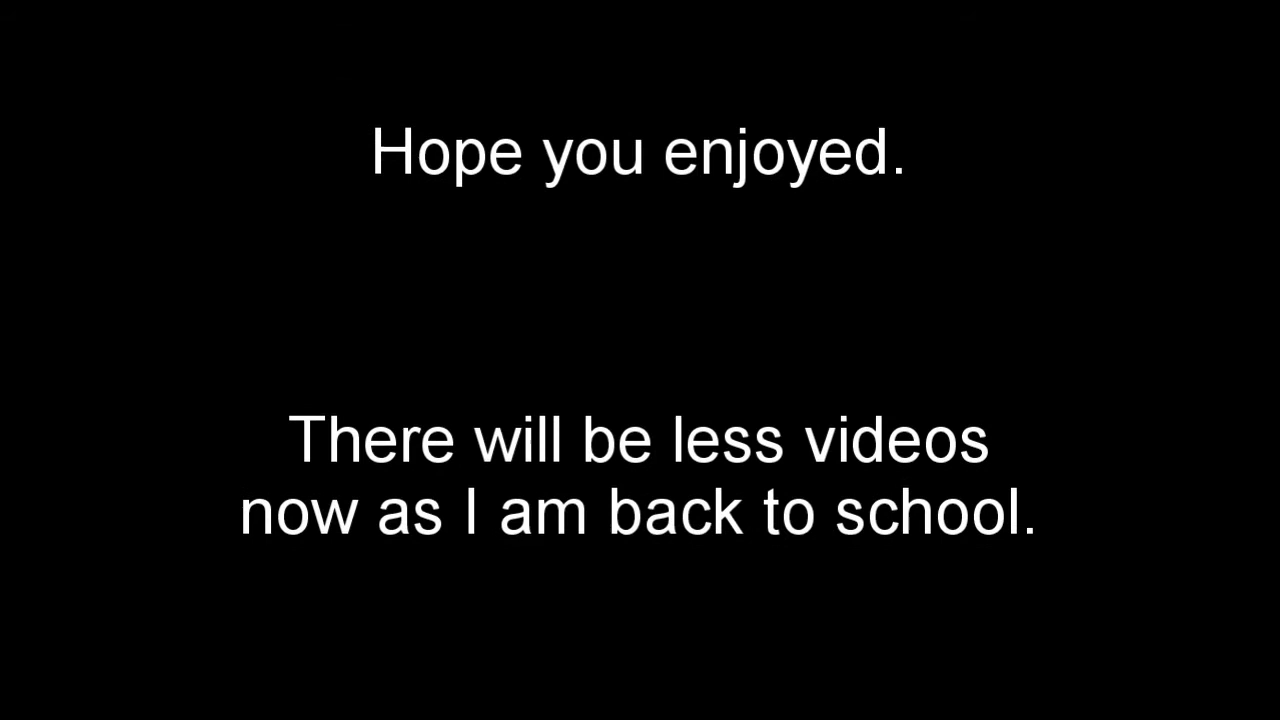 Hope you enjoyed.
There will be less videos
now as I am back to school.